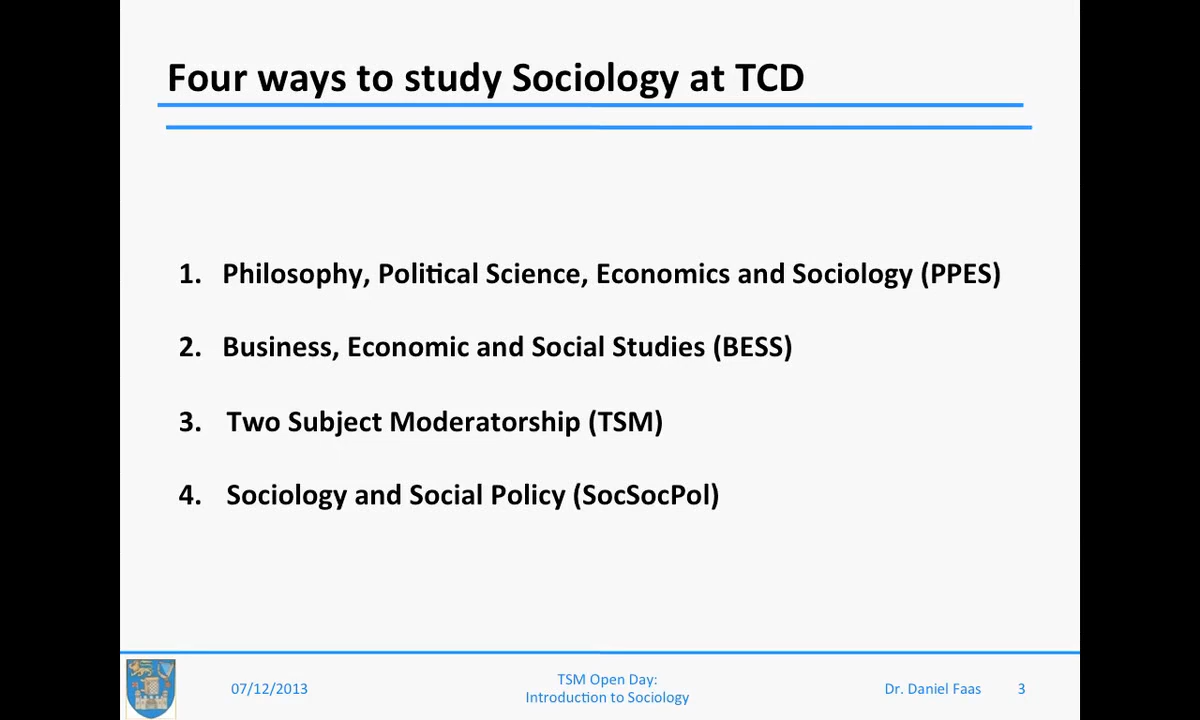 Four ways to study Sociology at TCD
1. Philosophy, Political Science, Economics and Sociology (PPES)
2. Business, Economic and Social Studies (BESS)
3. Two Subject Moderatorship (TSM)
4. Sociology and Social Policy (SocSocPol)
07/12/2013
TSM Open Day:
Introduction to Sociology
Dr. Daniel Faas 3